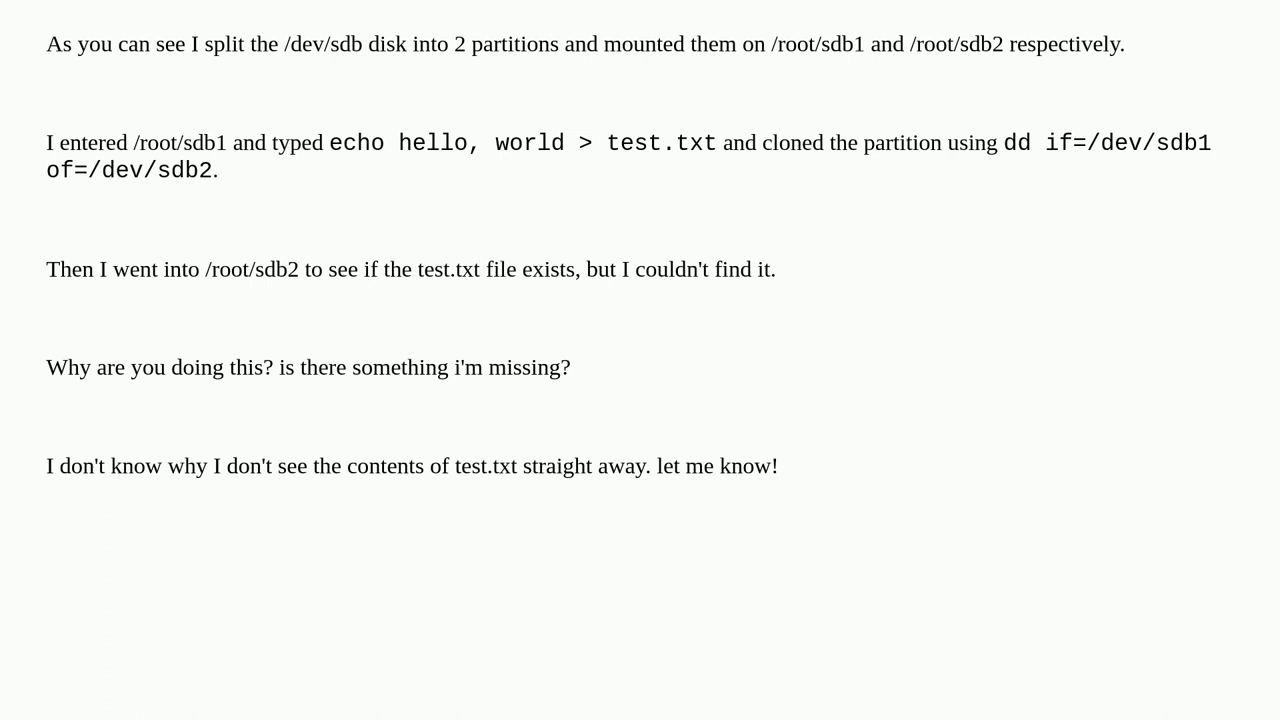 As you can see I split the /dev/sdb disk into 2 partitions and mounted them on /root/sdb1 and /root/sdb2 respectively.
I entered /root/sdb1 and typed echo hello, world > test.txt and cloned the partition using dd if=/dev/sdb1
of=/dev/sdb2.
Then I went into /root/sdb2 to see if the test.txt file exists, but I couldn't find it.
Why are you doing this? is there something i'm missing?
I don't know why I don't see the contents of test.txt straight away. let me know!